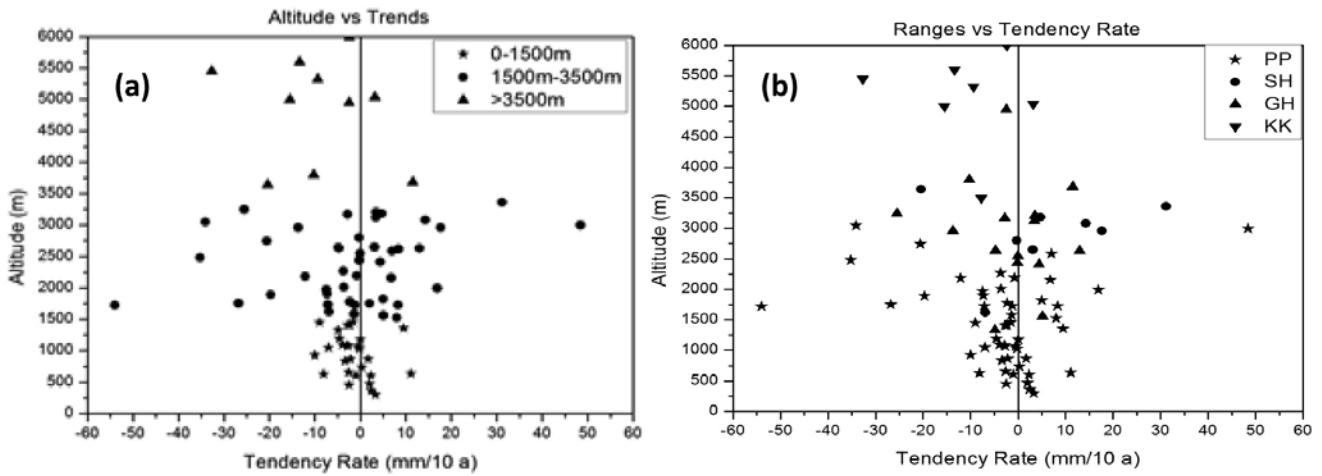 Altitude vs Trends
(a)
0-1500m
1500m-3500m
>3500m
Altitude (m)
6000
5500
5000
4500
4000
3500
3000
2500
2000
1500
1000
500
0
-60 -50 -40 -30 -20 -10 0 10 20 30 40 50 60
Tendency Rate (mm/10 a)
Ranges vs Tendency Rate
(b)
PP
SH
GH
KK
Altitude (m)
6000
5500
5000
4500
4000
3500
3000
2500
2000
1500
1000
500
0
-60 -50 -40 -30 -20 -10 0 10 20 30 40 50 60
Tendency Rate (mm/10 a)